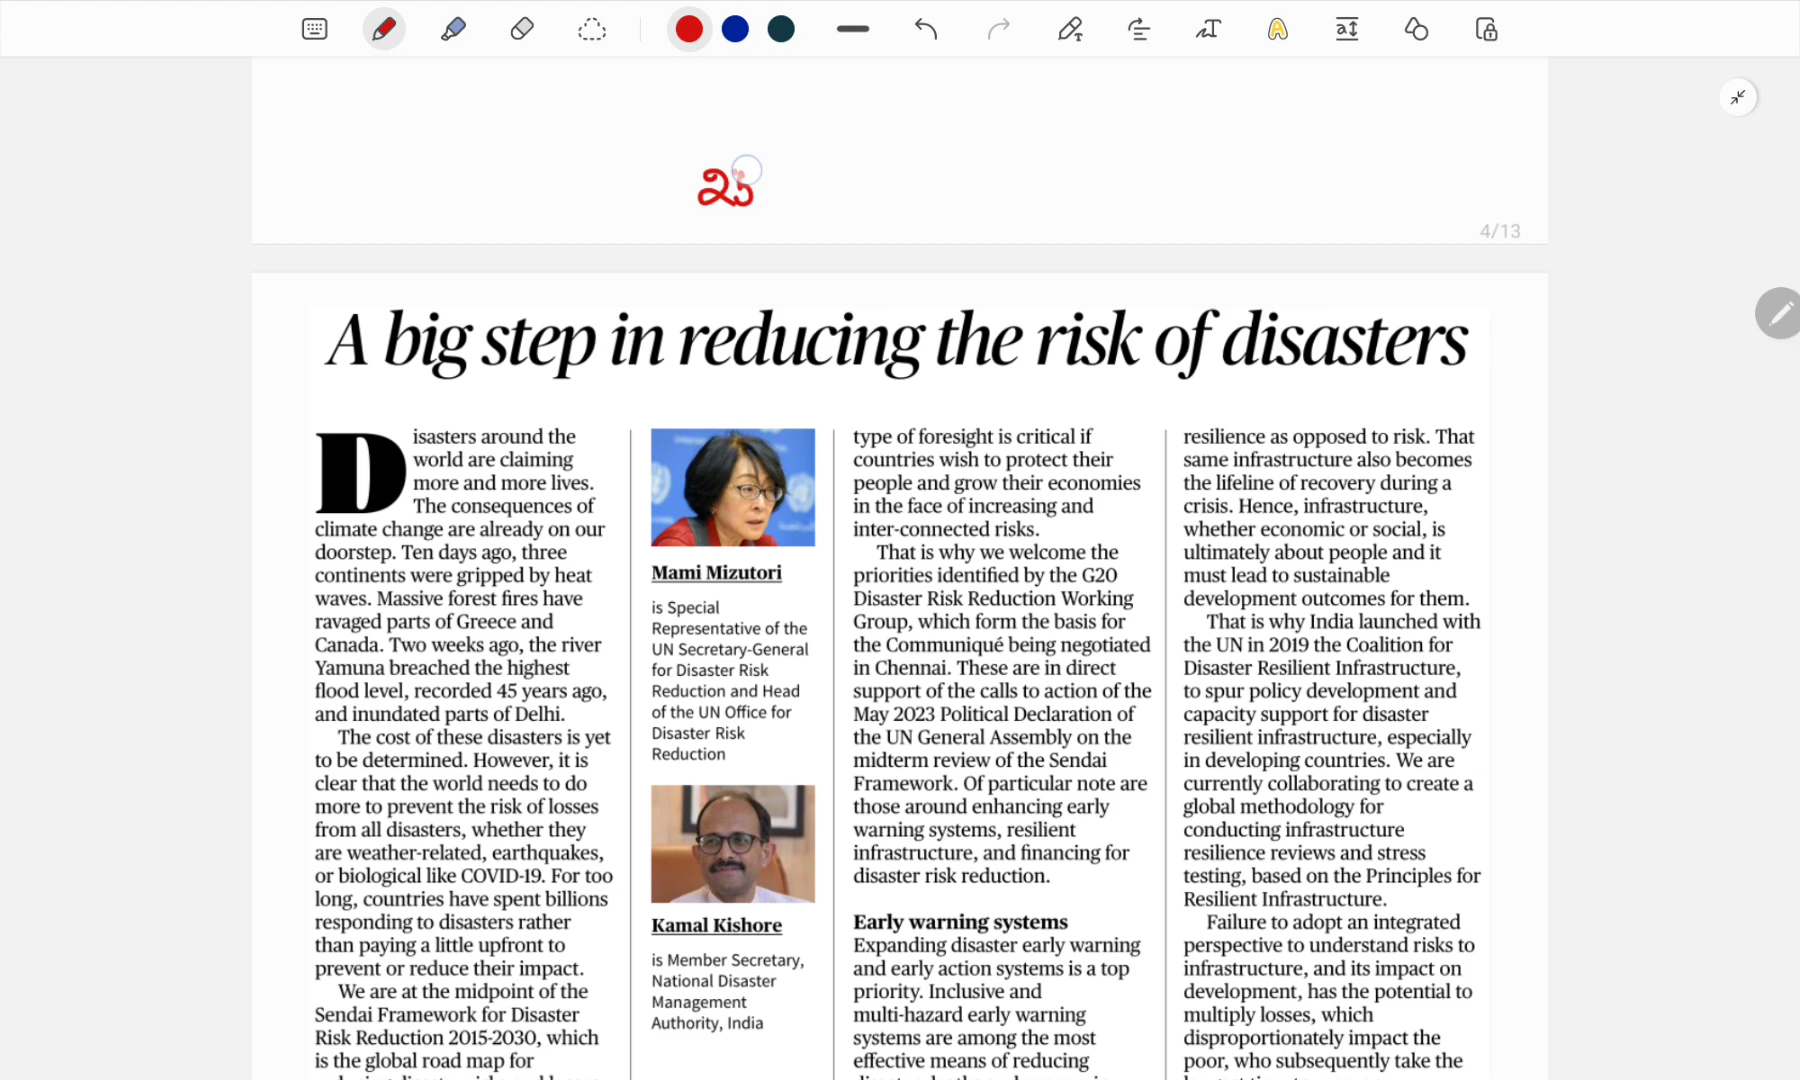 4/13
A big step in reducing the risk of disasters
Disasters around the
world are claiming
more and more lives.
The consequences of
climate change are already on our
doorstep. Ten days ago, three
continents were gripped by heat
waves. Massive forest fires have
ravaged parts of Greece and
Canada. Two weeks ago, the river
Yamuna breached the highest
flood level, recorded 45 years ago,
and inundated parts of Delhi.
The cost of these disasters is yet
to be determined. However, it is
clear that the world needs to do
more to prevent the risk of losses
from all disasters, whether they
are weather-related, earthquakes,
or biological like COVID-19. For too
long, countries have spent billions
responding to disasters rather
than paying a little upfront to
prevent or reduce their impact.
We are at the midpoint of the
Sendai Framework for Disaster
Risk Reduction 2015-2030, which
is the global road map for
Mami Mizutori
is Special
Representative of the
UN Secretary-General
for Disaster Risk
Reduction and Head
of the UN Office for
Disaster Risk
Reduction
Kamal Kishore
is Member Secretary,
National Disaster
Management
Authority, India
type of foresight is critical if
countries wish to protect their
people and grow their economies
in the face of increasing and
inter-connected risks.
That is why we welcome the
priorities identified by the G20
Disaster Risk Reduction Working
Group, which form the basis for
the Communiqué being negotiated
in Chennai. These are in direct
support of the calls to action of the
May 2023 Political Declaration of
the UN General Assembly on the
midterm review of the Sendai
Framework. Of particular note are
those around enhancing early
warning systems, resilient
infrastructure, and financing for
disaster risk reduction.
Early warning systems
Expanding disaster early warning
and early action systems is a top
priority. Inclusive and
multi-hazard early warning
systems are among the most
effective means of reducing
resilience as opposed to risk. That
same infrastructure also becomes
the lifeline of recovery during a
crisis. Hence, infrastructure,
whether economic or social, is
ultimately about people and it
must lead to sustainable
development outcomes for them.
That is why India launched with
the UN in 2019 the Coalition for
Disaster Resilient Infrastructure,
to spur policy development and
capacity support for disaster
resilient infrastructure, especially
in developing countries. We are
currently collaborating to create a
global methodology for
conducting infrastructure
resilience reviews and stress
testing, based on the Principles for
Resilient Infrastructure.
Failure to adopt an integrated
perspective to understand risks to
infrastructure, and its impact on
development, has the potential to
multiply losses, which
disproportionately impact the
poor, who subsequently take the